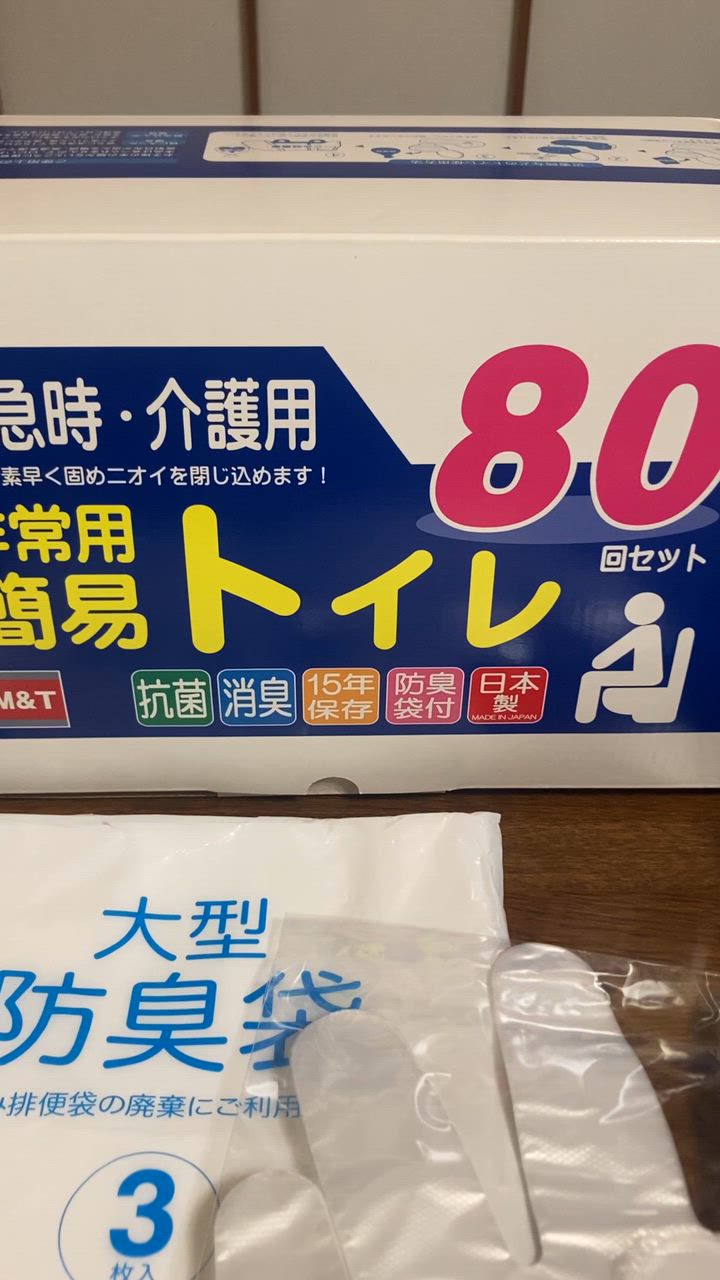 急時・介護用
素早く固めニオイを閉じ込めます！
80
回セット
常用
簡易
トイレ
M&T
抗菌
消臭
15年
保存
防臭
袋付
日本
製
MADE IN JAPAN
大型
防臭袋
排便袋の廃棄にご利用
3
枚入